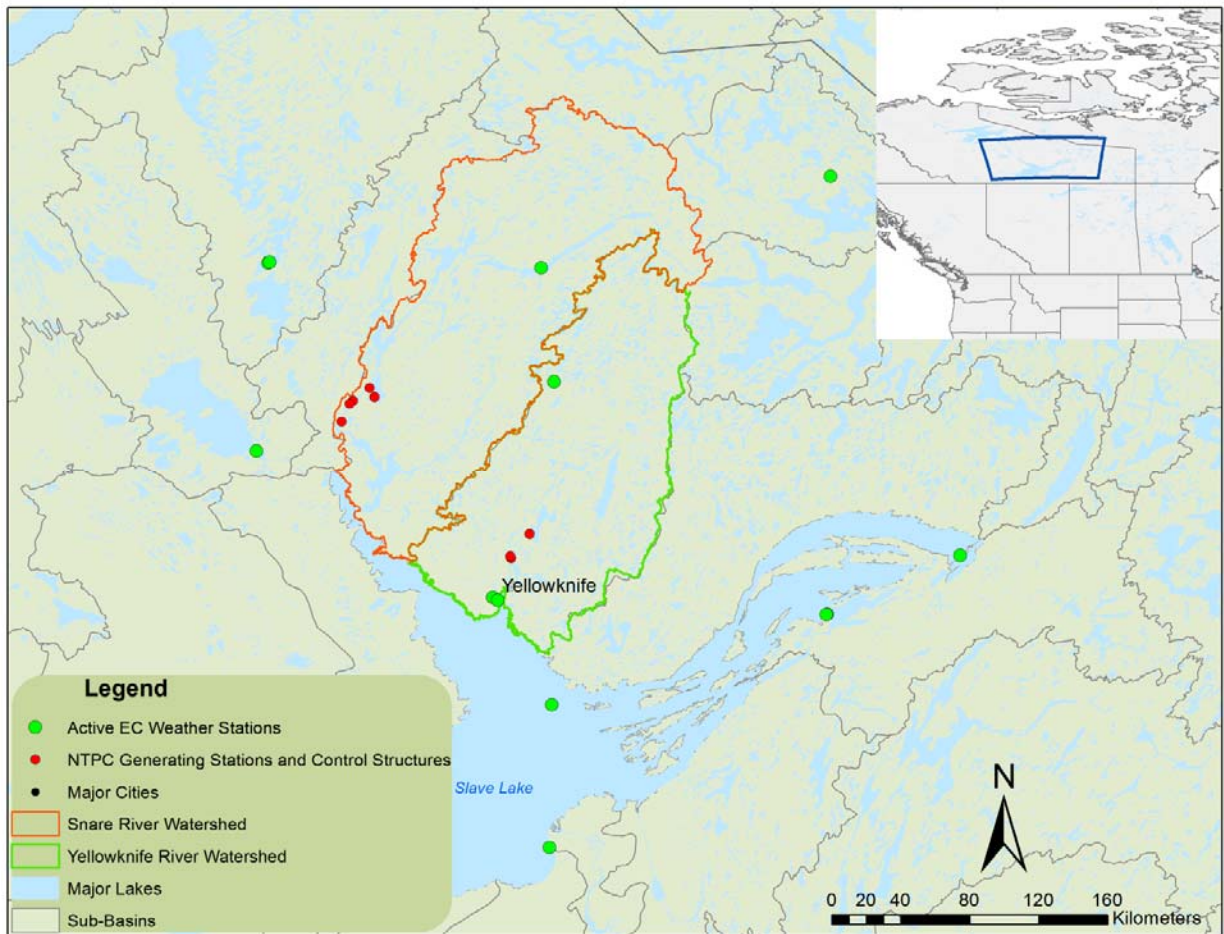 Yellowknife
Slave Lake
Legend
Active EC Weather Stations
NTPC Generating Stations and Control Structures
Major Cities
Snare River Watershed
Yellowknife River Watershed
Major Lakes
Sub-Basins
N
0 20 40 80 120 160
Kilometers